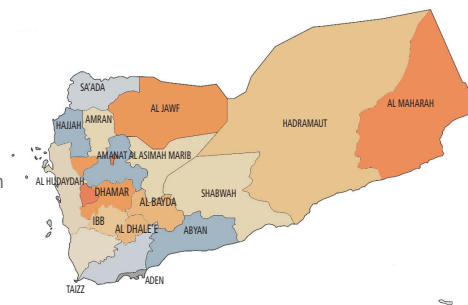 SA'ADA
AL JAWF
HADRAMAUT
AL MAHARAH
HAJJAH
AMRAN
AMANAT AL ASIMAH MARIB
AL HUDAYDAH
DHAMAR
AL-BAYDA
SHABWAH
IBB
AL DHALE'E
ABYAN
ADEN
TAIZZ